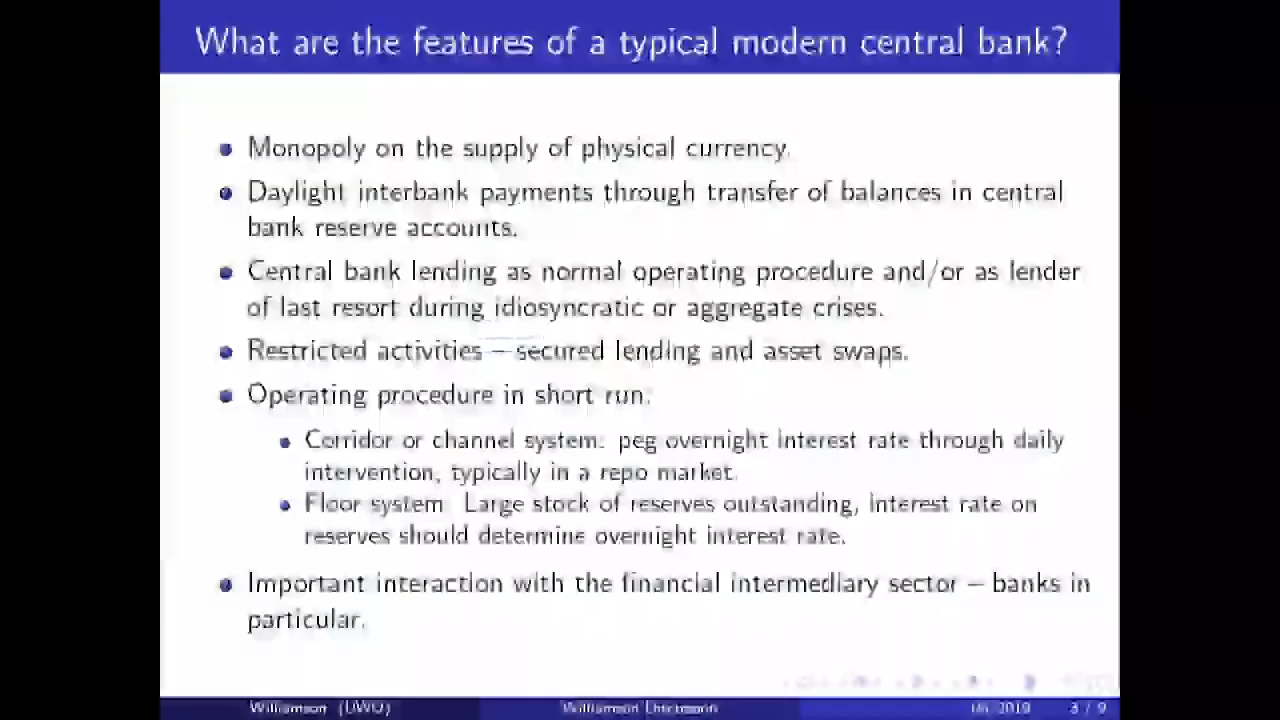 What are the features of a typical modern central bank?
Monopoly on the supply of physical currency.
Daylight interbank payments through transfer of balances in central
bank reserve accounts.
Central bank lending as normal operating procedure and/or as lender
of last resort during idiosyncratic or aggregate crises.
Restricted activities – secured lending and asset swaps.
Operating procedure in short run:
Corridor or channel system: peg overnight interest rate through daily
intervention, typically in a repo market.
Floor system: Large stock of reserves outstanding, interest rate on
reserves should determine overnight interest rate.
Important interaction with the financial intermediary sector – banks in
particular.
Williamson (UWO)
Williamson
2019
3 / 9